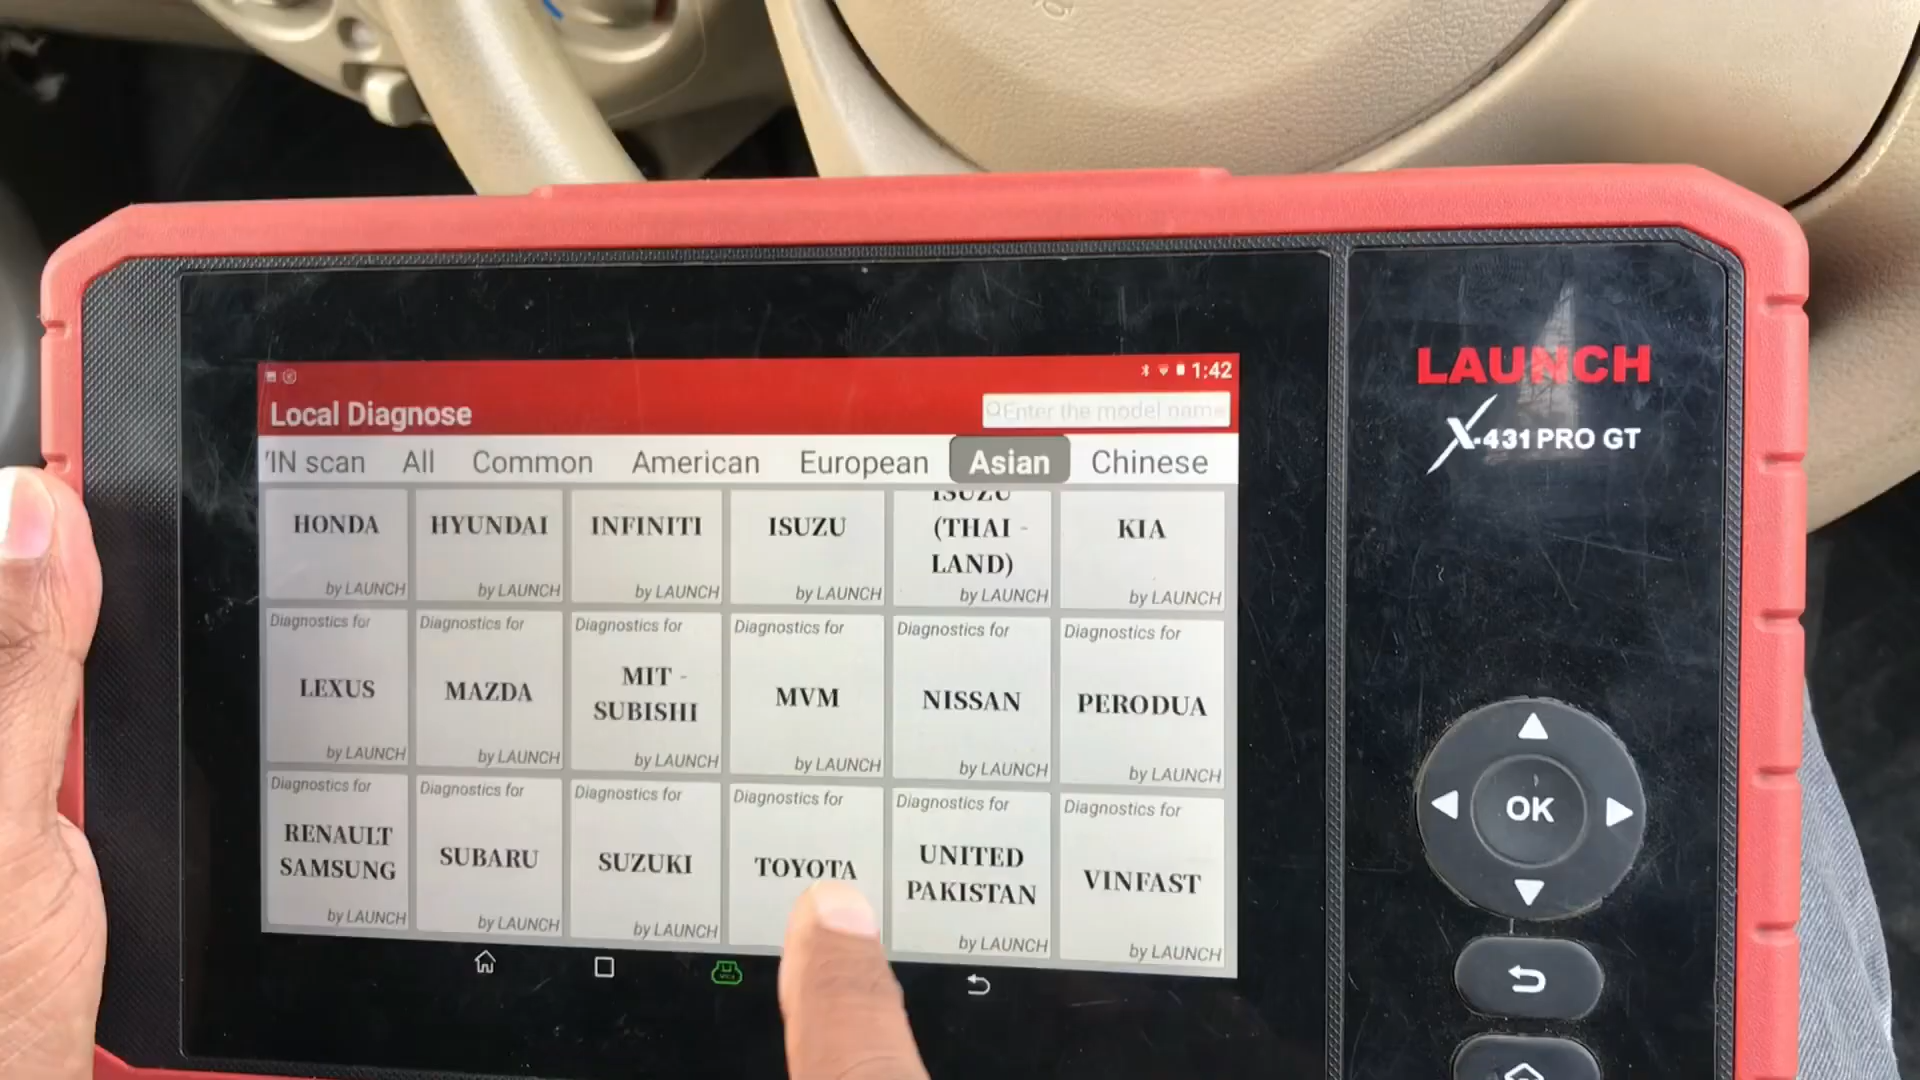 1:42
Local Diagnose
Enter the model name
'IN scan All Common American European Asian Chinese
HONDA
by LAUNCH
HYUNDAI
by LAUNCH
INFINITI
by LAUNCH
ISUZU
by LAUNCH
ISUZU
(THAI -
LAND)
by LAUNCH
KIA
by LAUNCH
Diagnostics for
LEXUS
by LAUNCH
Diagnostics for
MAZDA
by LAUNCH
Diagnostics for
MIT -
SUBISHI
by LAUNCH
Diagnostics for
MVM
by LAUNCH
Diagnostics for
NISSAN
by LAUNCH
Diagnostics for
PERODUA
by LAUNCH
Diagnostics for
RENAULT
SAMSUNG
by LAUNCH
Diagnostics for
SUBARU
by LAUNCH
Diagnostics for
SUZUKI
by LAUNCH
Diagnostics for
TOYOTA
Diagnostics for
UNITED
PAKISTAN
by LAUNCH
Diagnostics for
VINFAST
by LAUNCH
LAUNCH
X-431 PRO GT
OK